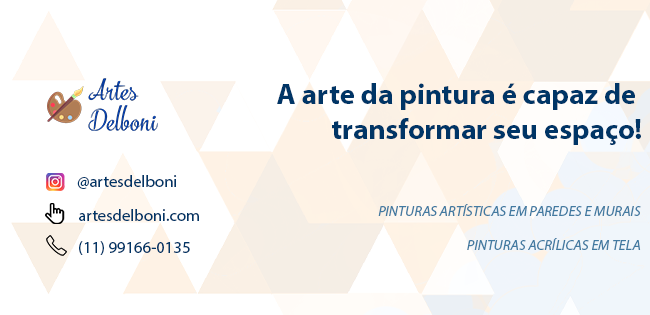 Artes
Delboni
A arte da pintura é capaz de
transformar seu espaço!
@artesdelboni
artesdelboni.com
(11) 99166-0135
PINTURAS ARTÍSTICAS EM PAREDES E MURAIS
PINTURAS ACRÍLICAS EM TELA